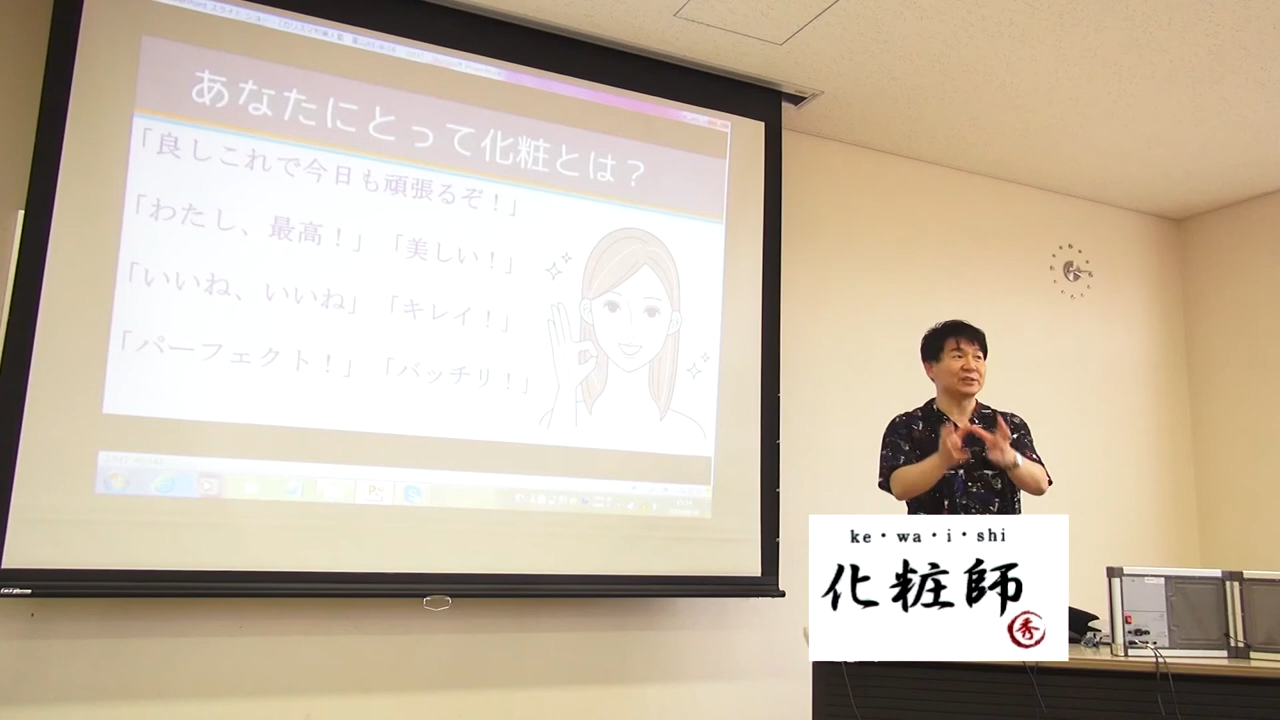 あなたにとって化粧とは？
「良しこれで今日も頑張るぞ！」
「わたし、最高！」「美しい！」
「いいね、いいね」「キレイ！」
「パーフェクト！」「バッチリ！」
ke・wa・i・shi
化粧師
秀